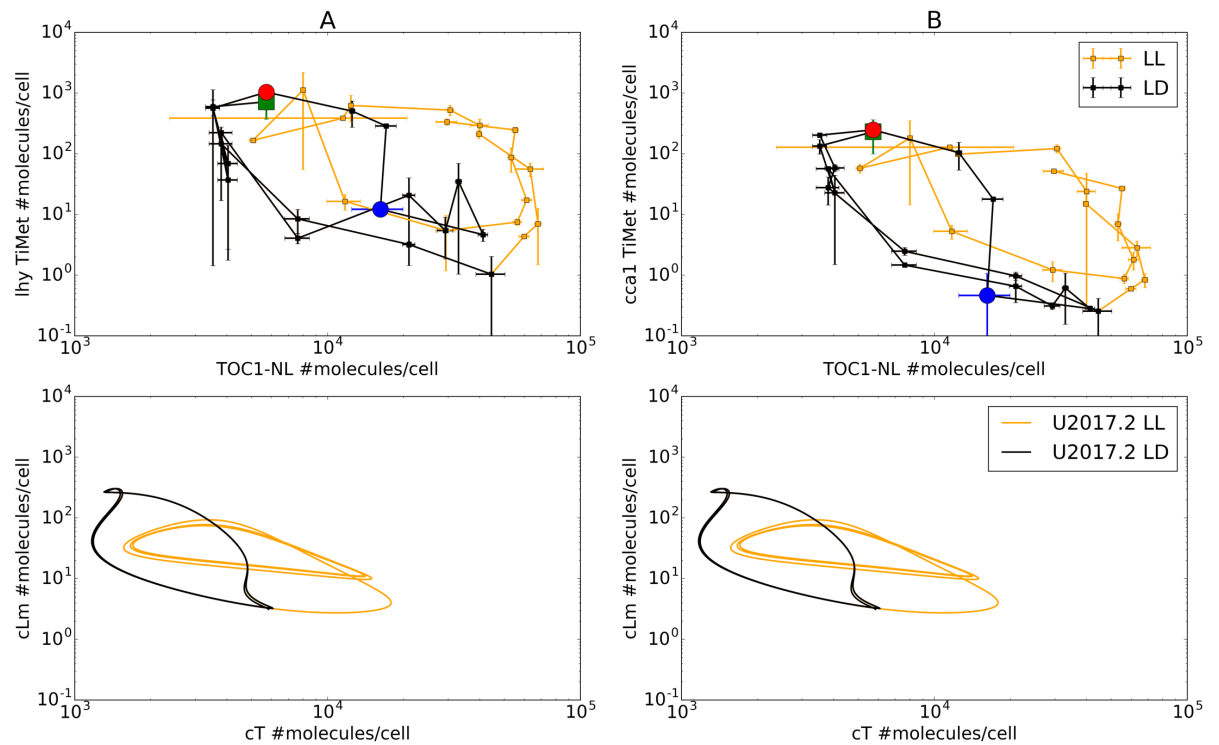 A
B
10^4
10^3
10^2
10^1
10^0
10^-1
lhy TiMet #molecules/cell
10^3
10^4
10^5
TOC1-NL #molecules/cell
10^4
10^3
10^2
10^1
10^0
10^-1
cca1 TiMet #molecules/cell
LL
LD
10^3
10^4
10^5
TOC1-NL #molecules/cell
10^4
10^3
10^2
10^1
10^0
10^-1
cLm #molecules/cell
10^3
10^4
10^5
cT #molecules/cell
10^4
10^3
10^2
10^1
10^0
10^-1
cLm #molecules/cell
U2017.2 LL
U2017.2 LD
10^3
10^4
10^5
cT #molecules/cell